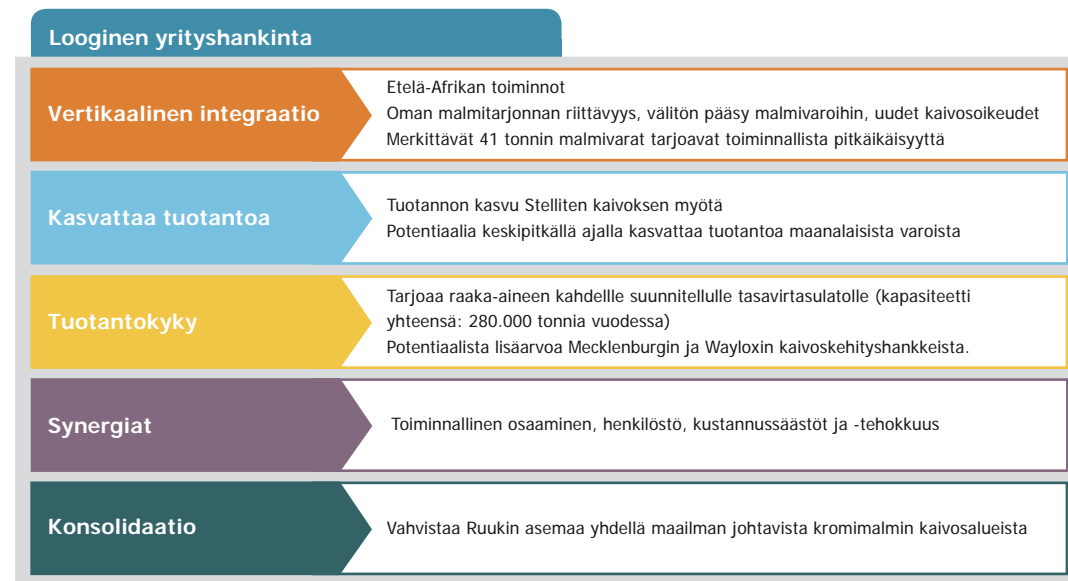 Looginen yrityshankinta
Vertikaalinen integraatio
Etelä-Afrikan toiminnot
Oman malmitarjonnan riittävyys, välitön pääsy malmivaroihin, uudet kaivosoikeudet
Merkittävät 41 tonnin malmivarat tarjoavat toiminnallista pitkäikäisyyttä
Kasvattaa tuotantoa
Tuotannon kasvu Stelliten kaivoksen myötä
Potentiaalia keskipitkällä ajalla kasvattaa tuotantoa maanalaisista varoista
Tuotantokyky
Tarjoaa raaka-aineen kahdellle suunnitellulle tasavirtasulatolle (kapasiteetti
yhteensä: 280.000 tonnia vuodessa)
Potentiaalista lisäarvoa Mecklenburgin ja Wayloxin kaivoskehityshankkeista.
Synergiat
Toiminnallinen osaaminen, henkilöstö, kustannussäästöt ja -tehokkuus
Konsolidaatio
Vahvistaa Ruukin asemaa yhdellä maailman johtavista kromimalmin kaivosalueista